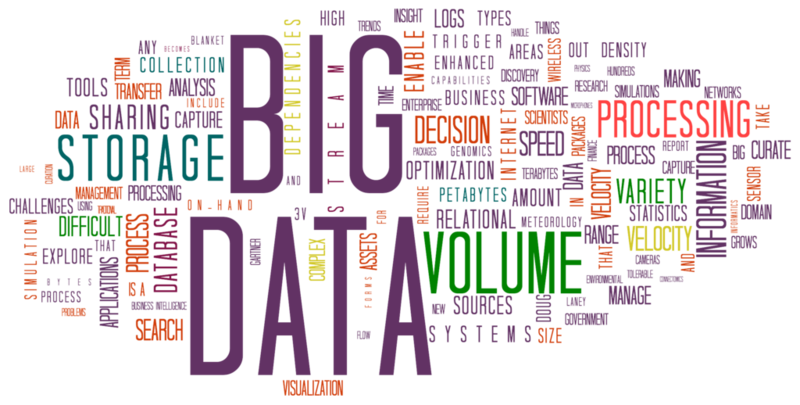 BIG
DATA
VOLUME
STORAGE
PROCESSING
HIGH
TRENDS
INSIGHT
LOGS
TYPES
HANDLE
THINGS
BLANKET
BECOMES
ANY
TERM
COLLECTION
DEPENDENCIES
STREAM
TIME
ENABLE
TRIGGER
AREAS
WIRELESS
OUT
DENSITY
ENHANCED
CAPABILITIES
DISCOVERY
PHYSICS
HUNDREDS
TOOLS
TRANSFER
ANALYSIS
INCLUDE
ENTERPRISE
BUSINESS
SOFTWARE
RESEARCH
SIMULATIONS
MAKING
NETWORKS
MICROPHONES
DATA
SHARING
CAPTURE
DECISION
INTERNET
SCIENTISTS
SPEED
PACKAGES
TAKE
PACKAGES
GENOMICS
FINANCE
PROCESS
REPORT
CAPTURE
BIG
CURATE
INFORMATION
LARGE
CURATION
OPTIMIZATION
TERABYTES
DATA
IN
VELOCITY
VARIETY
SENSOR
MANAGEMENT
PROCESSING
ON-HAND
AND
PETABYTES
AMOUNT
STATISTICS
DOMAIN
INFORMATICS
CHALLENGES
USING
DIFFICULT
PROCESS
DATABASE
3V
FOR
REQUIRE
RELATIONAL
METEOROLOGY
RANGE
VELOCITY
GROWS
SIMULATION
EXPLORE
THAT
GARTNER
COMPLEX
ASSETS
THAT
CAMERAS
AND
BYTES
APPLICATIONS
IS A
FORMS
ENVIRONMENTAL
TOLERABLE
CONNECTOMICS
PROCESS
PROBLEMS
BUSINESS INTELLIGENCE
NEW
SOURCES
DOUG
LANEY
MANAGE
SEARCH
FLOW
SYSTEMS
SIZE
GOVERNMENT
VISUALIZATION